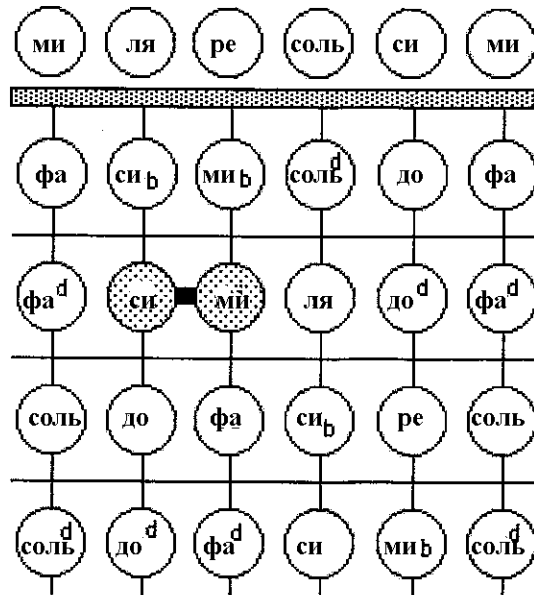 ми ля ре соль си ми
фа си b ми b соль d до фа
фа d си ми ля до d фа d
соль до фа си b ре соль
соль d до d фа d си ми b соль d